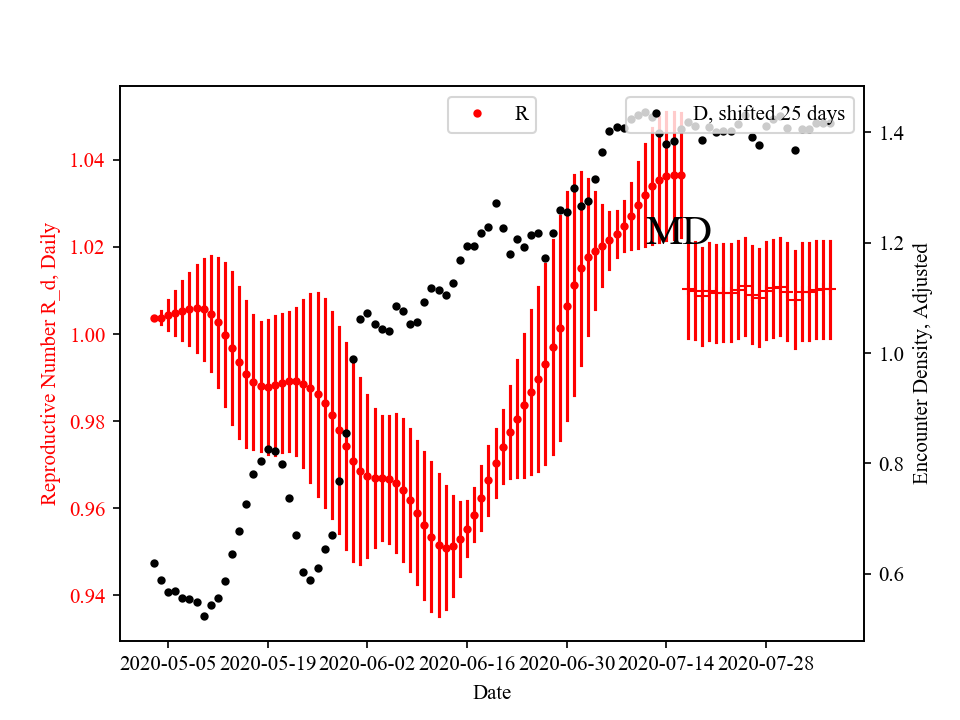 R
D, shifted 25 days
MD
1.04
1.02
1.00
0.98
0.96
0.94
Reproductive Number R_d, Daily
1.4
1.2
1.0
0.8
0.6
Encounter Density, Adjusted
2020-05-05 2020-05-19 2020-06-02 2020-06-16 2020-06-30 2020-07-14 2020-07-28
Date